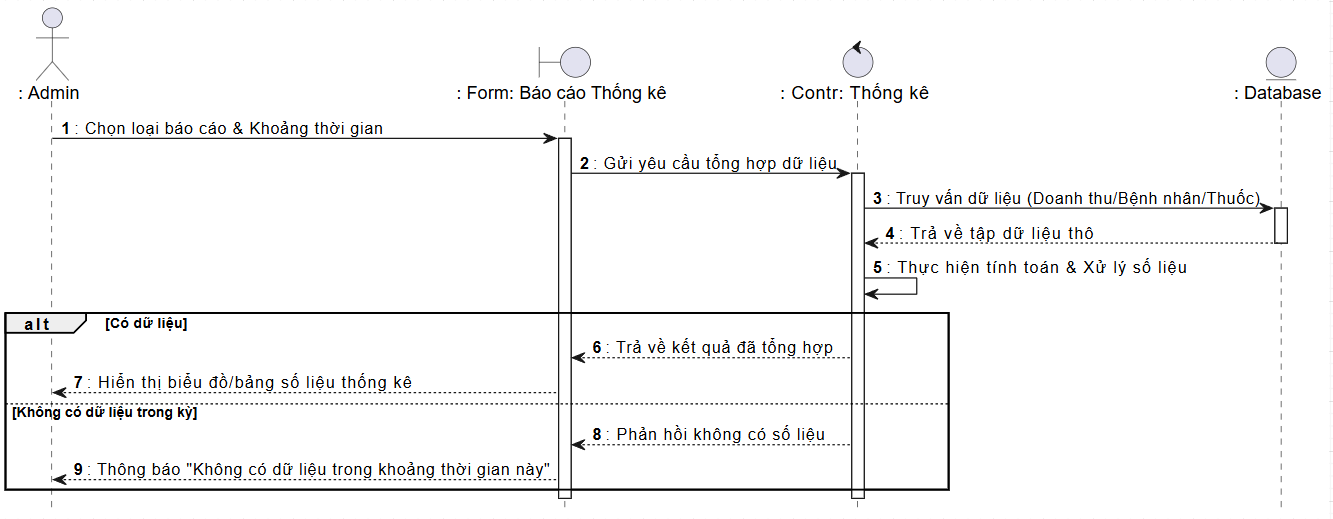 : Admin
: Form: Báo cáo Thống kê
: Contr: Thống kê
: Database
1 : Chọn loại báo cáo & Khoảng thời gian
2 : Gửi yêu cầu tổng hợp dữ liệu
3 : Truy vấn dữ liệu (Doanh thu/Bệnh nhân/Thuốc)
4 : Trả về tập dữ liệu thô
5 : Thực hiện tính toán & Xử lý số liệu
alt [Có dữ liệu]
6 : Trả về kết quả đã tổng hợp
7 : Hiển thị biểu đồ/bảng số liệu thống kê
[Không có dữ liệu trong kỳ]
8 : Phản hồi không có số liệu
9 : Thông báo "Không có dữ liệu trong khoảng thời gian này"